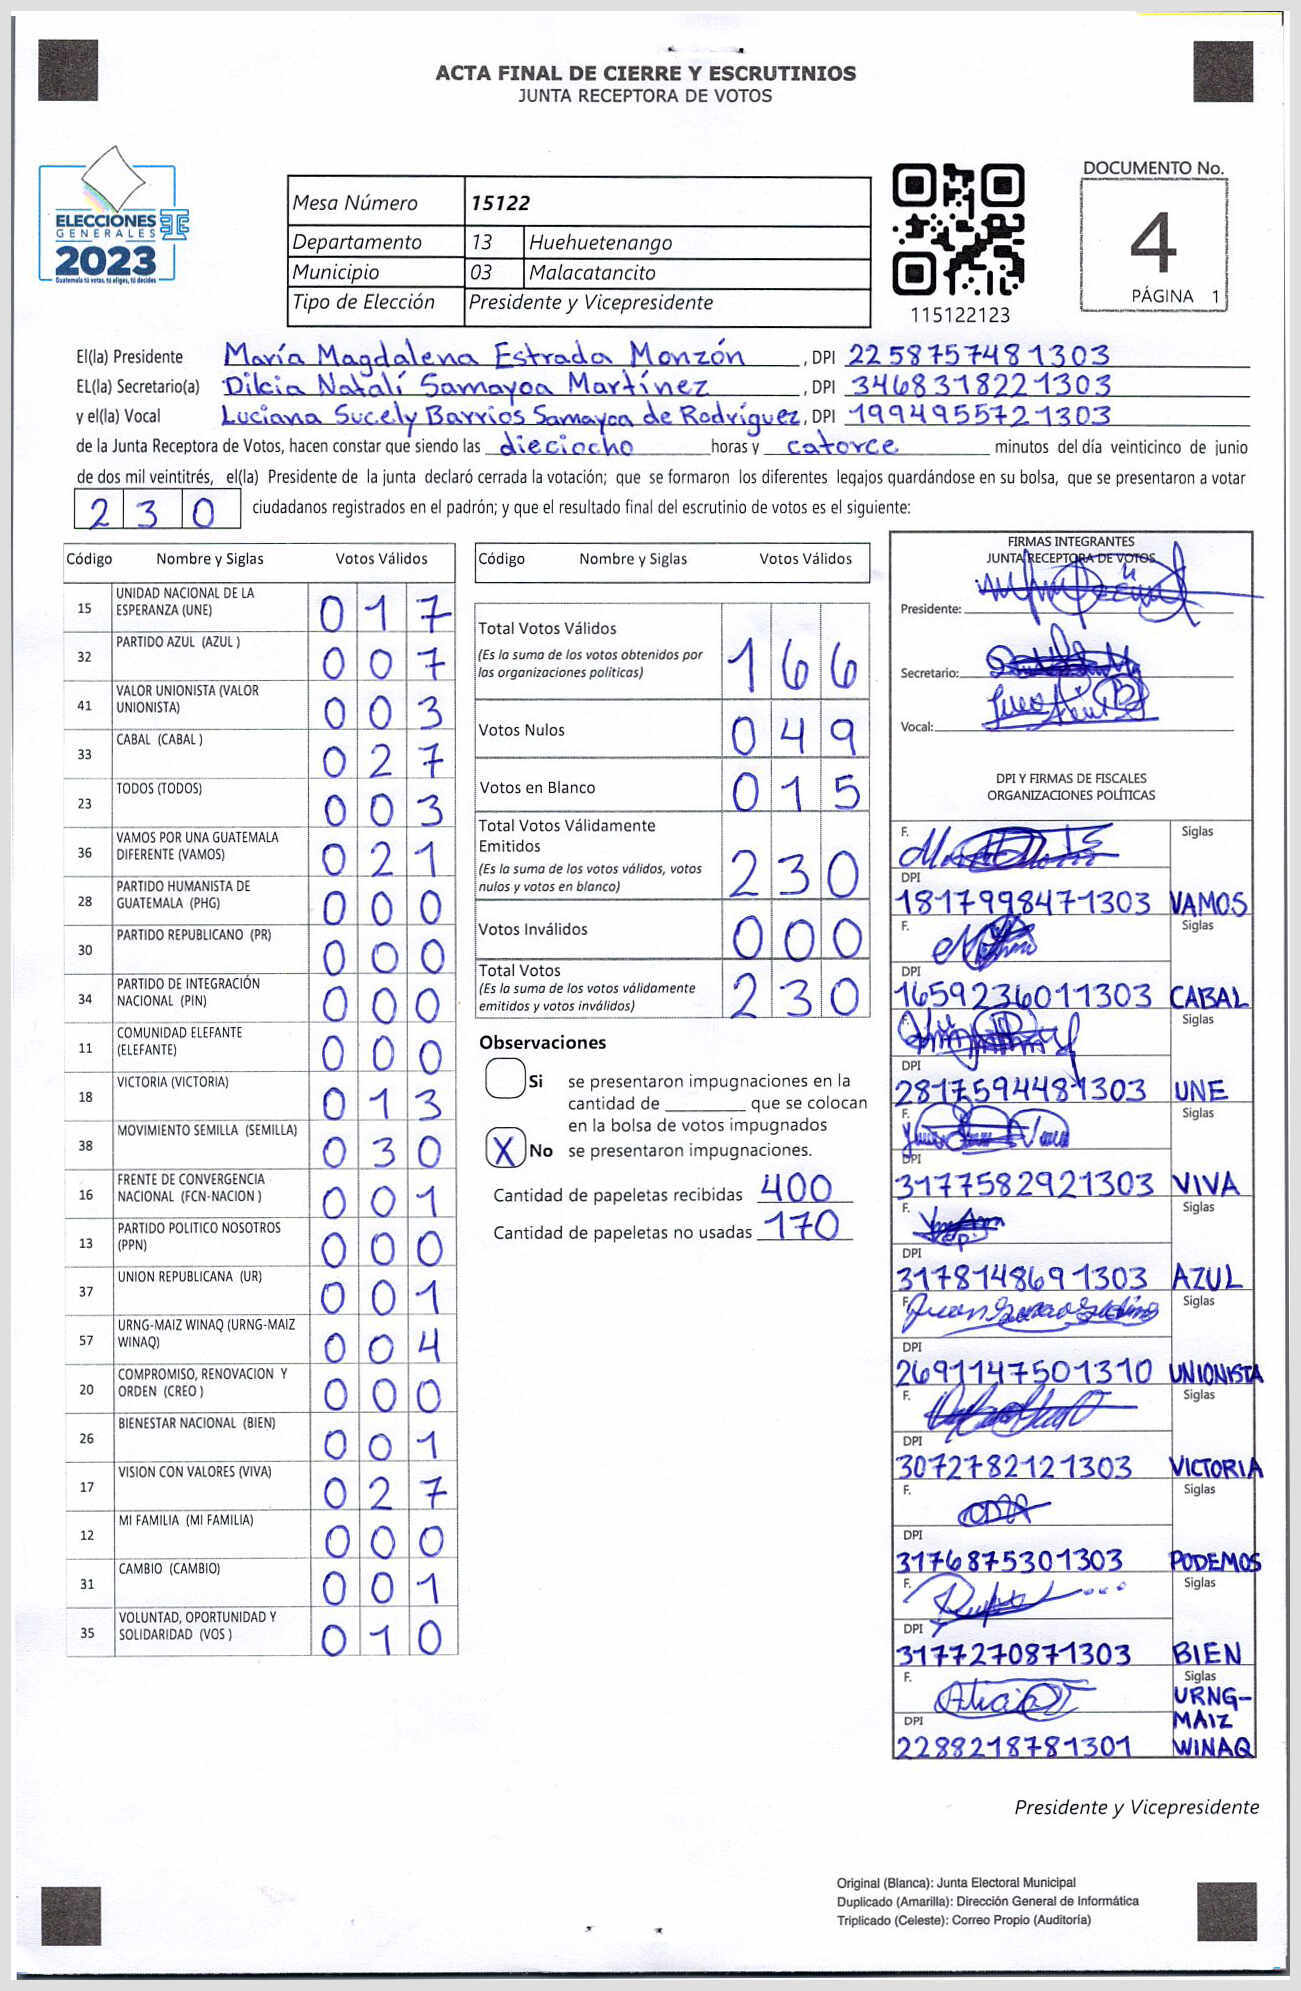 ACTA FINAL DE CIERRE Y ESCRUTINIOS
JUNTA RECEPTORA DE VOTOS
ELECCIONES
GENERALES
2023
Guatemala tú votas, tú eliges, tú decides
Mesa Número 15122
Departamento 13 Huehuetenango
Municipio 03 Malacatancito
Tipo de Elección Presidente y Vicepresidente
115122123
DOCUMENTO No.
4
PÁGINA 1
El(la) Presidente María Magdalena Estrada Monzón, DPI 2258757481303
EL(la) Secretario(a) Dilcia Natalí Samayoa Martínez, DPI 3468318221303
y el(la) Vocal Luciana Sucely Barrios Samayoa de Rodríguez, DPI 1994955721303
de la Junta Receptora de Votos, hacen constar que siendo las dieciocho horas y catorce minutos del día veinticinco de junio
de dos mil veintitrés, el(la) Presidente de la junta declaró cerrada la votación; que se formaron los diferentes legajos guardándose en su bolsa, que se presentaron a votar
230 ciudadanos registrados en el padrón; y que el resultado final del escrutinio de votos es el siguiente:
Código Nombre y Siglas Votos Válidos
15 UNIDAD NACIONAL DE LA ESPERANZA (UNE) 017
32 PARTIDO AZUL (AZUL ) 007
41 VALOR UNIONISTA (VALOR UNIONISTA) 003
33 CABAL (CABAL ) 027
23 TODOS (TODOS) 003
36 VAMOS POR UNA GUATEMALA DIFERENTE (VAMOS) 021
28 PARTIDO HUMANISTA DE GUATEMALA (PHG) 000
30 PARTIDO REPUBLICANO (PR) 000
34 PARTIDO DE INTEGRACIÓN NACIONAL (PIN) 000
11 COMUNIDAD ELEFANTE (ELEFANTE) 000
18 VICTORIA (VICTORIA) 013
38 MOVIMIENTO SEMILLA (SEMILLA) 030
16 FRENTE DE CONVERGENCIA NACIONAL (FCN-NACION ) 001
13 PARTIDO POLITICO NOSOTROS (PPN) 000
37 UNION REPUBLICANA (UR) 001
57 URNG-MAIZ WINAQ (URNG-MAIZ WINAQ) 004
20 COMPROMISO, RENOVACION Y ORDEN (CREO ) 000
26 BIENESTAR NACIONAL (BIEN) 001
17 VISION CON VALORES (VIVA) 027
12 MI FAMILIA (MI FAMILIA) 000
31 CAMBIO (CAMBIO) 001
35 VOLUNTAD, OPORTUNIDAD Y SOLIDARIDAD (VOS ) 010
Código Nombre y Siglas Votos Válidos
Total Votos Válidos 166
(Es la suma de los votos obtenidos por
las organizaciones políticas)
Votos Nulos 049
Votos en Blanco 015
Total Votos Válidamente
Emitidos 230
(Es la suma de los votos válidos, votos
nulos y votos en blanco)
Votos Inválidos 000
Total Votos 230
(Es la suma de los votos válidamente
emitidos y votos inválidos)
Observaciones
Si se presentaron impugnaciones en la
cantidad de ________ que se colocan
en la bolsa de votos impugnados
X No se presentaron impugnaciones.
Cantidad de papeletas recibidas 400
Cantidad de papeletas no usadas 170
FIRMAS INTEGRANTES
JUNTA RECEPTORA DE VOTOS
Presidente:
Secretario:
Vocal:
DPI Y FIRMAS DE FISCALES
ORGANIZACIONES POLÍTICAS
F. Siglas
DPI
1817998471303 VAMOS
F. Siglas
DPI
1659236011303 CABAL
F. Siglas
DPI
2817594481303 UNE
F. Siglas
DPI
3177582921303 VIVA
F. Siglas
DPI
3178148691303 AZUL
F. Siglas
DPI
2691147501310 UNIONISTA
F. Siglas
DPI
3072782121303 VICTORIA
F. Siglas
DPI
3176875301303 PODEMOS
F. Siglas
DPI
3177270871303 BIEN
F. Siglas
DPI
2288218781301 URNG-
MAIZ
WINAQ
Presidente y Vicepresidente
Original (Blanca): Junta Electoral Municipal
Duplicado (Amarilla): Dirección General de Informática
Triplicado (Celeste): Correo Propio (Auditoría)